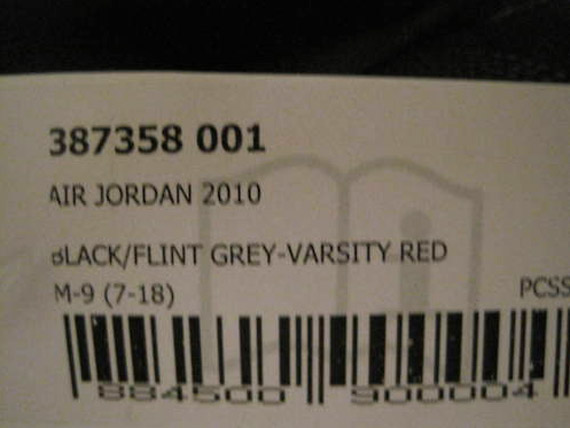 387358 001
AIR JORDAN 2010
BLACK/FLINT GREY-VARSITY RED
M-9 (7-18)
PCSS
884500 900004